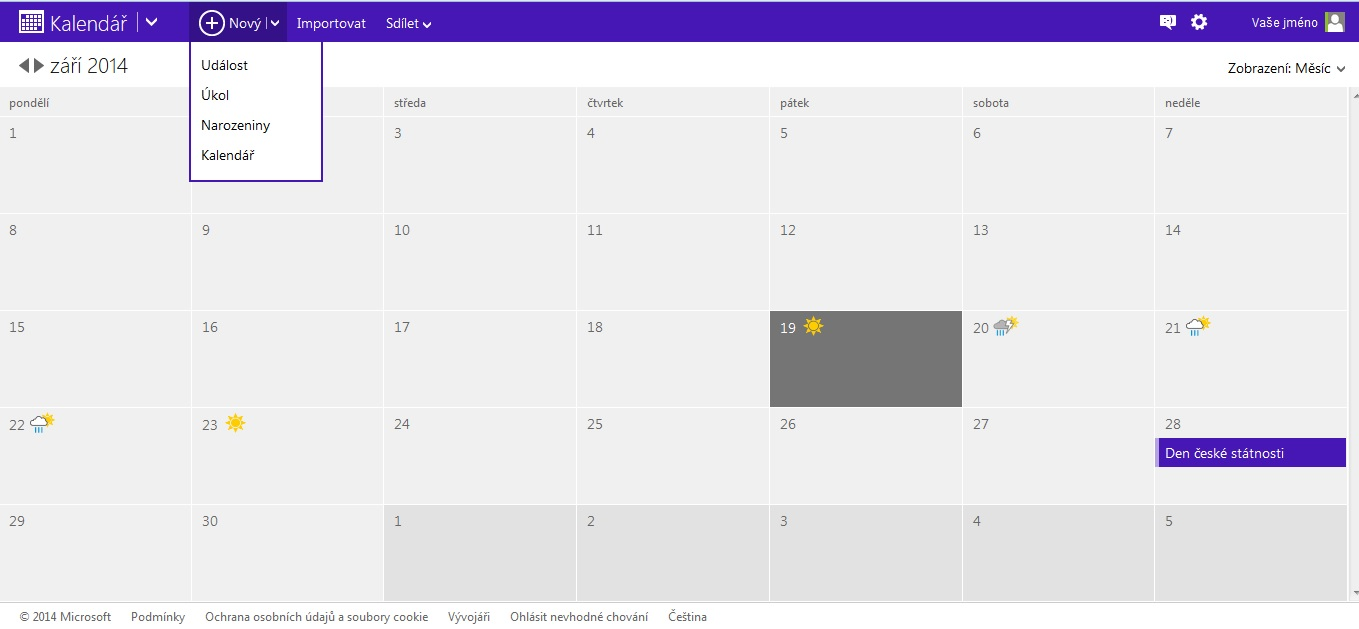 Kalendář Nový Importovat Sdílet Vaše jméno
září 2014 Zobrazení: Měsíc
Událost
Úkol
Narozeniny
Kalendář
pondělí středa čtvrtek pátek sobota neděle
1 3 4 5 6 7
8 9 10 11 12 13 14
15 16 17 18 19 20 21
22 23 24 25 26 27 28
Den české státnosti
29 30 1 2 3 4 5
© 2014 Microsoft Podmínky Ochrana osobních údajů a soubory cookie Vývojáři Ohlásit nevhodné chování Čeština